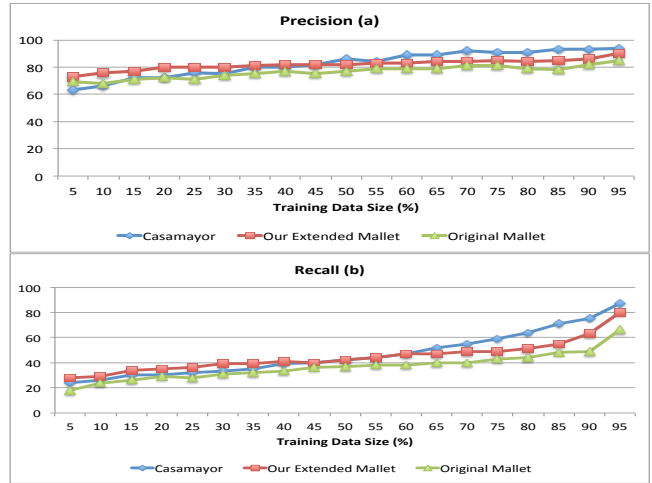 Precision (a)
100
80
60
40
20
0
5 10 15 20 25 30 35 40 45 50 55 60 65 70 75 80 85 90 95
Training Data Size (%)
Casamayor Our Extended Mallet Original Mallet
Recall (b)
100
80
60
40
20
0
5 10 15 20 25 30 35 40 45 50 55 60 65 70 75 80 85 90 95
Training Data Size (%)
Casamayor Our Extended Mallet Original Mallet